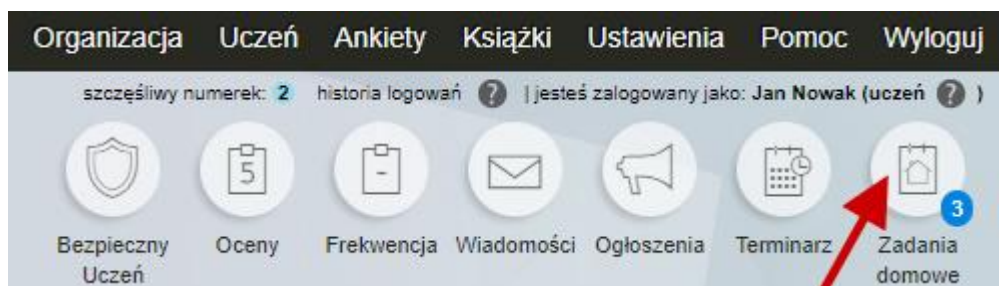 Organizacja Uczeń Ankiety Książki Ustawienia Pomoc Wyloguj
szczęśliwy numerek: 2 historia logowań ? | jesteś zalogowany jako: Jan Nowak (uczeń ? )
5 -
3
Bezpieczny Uczeń
Oceny
Frekwencja
Wiadomości
Ogłoszenia
Terminarz
Zadania domowe